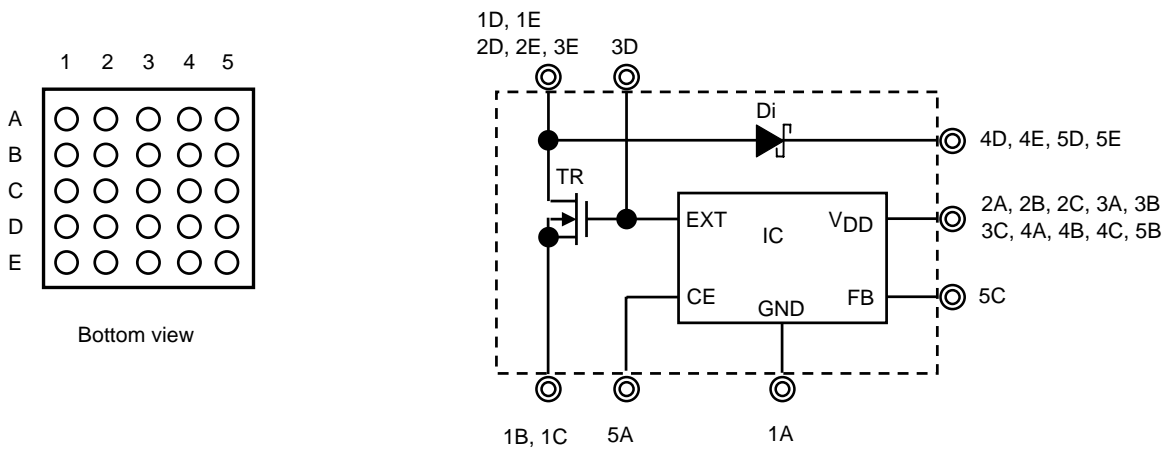 1 2 3 4 5
A
B
C
D
E
Bottom view
1D, 1E
2D, 2E, 3E
3D
Di
4D, 4E, 5D, 5E
TR
EXT
VDD
IC
2A, 2B, 2C, 3A, 3B
3C, 4A, 4B, 4C, 5B
CE
FB
GND
5C
1B, 1C
5A
1A